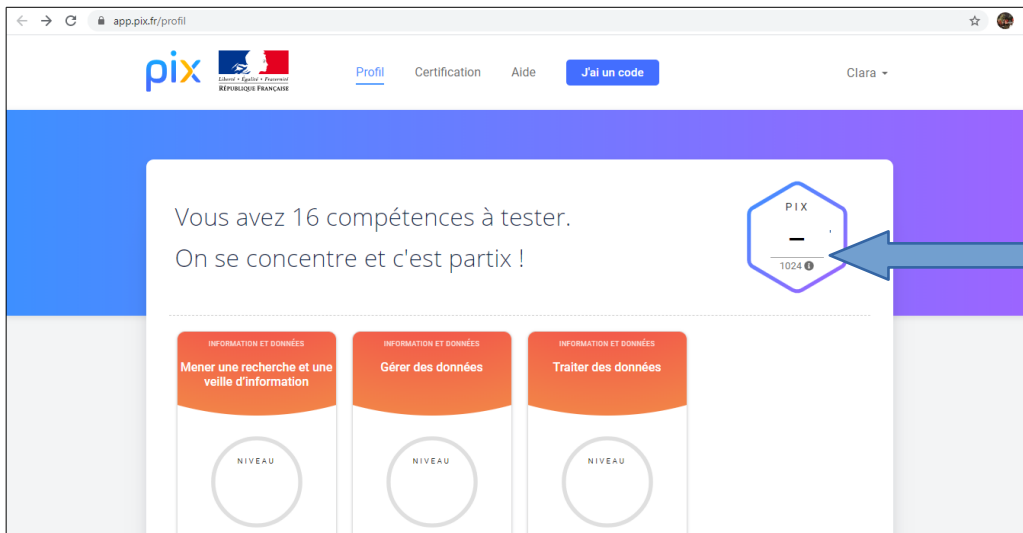 app.pix.fr/profil
pix
Liberté • Égalité • Fraternité
RÉPUBLIQUE FRANÇAISE
Profil
Certification
Aide
J'ai un code
Clara
Vous avez 16 compétences à tester.
On se concentre et c'est partix !
PIX
–
1024
INFORMATION ET DONNÉES
Mener une recherche et une
veille d'information
NIVEAU
INFORMATION ET DONNÉES
Gérer des données
NIVEAU
INFORMATION ET DONNÉES
Traiter des données
NIVEAU